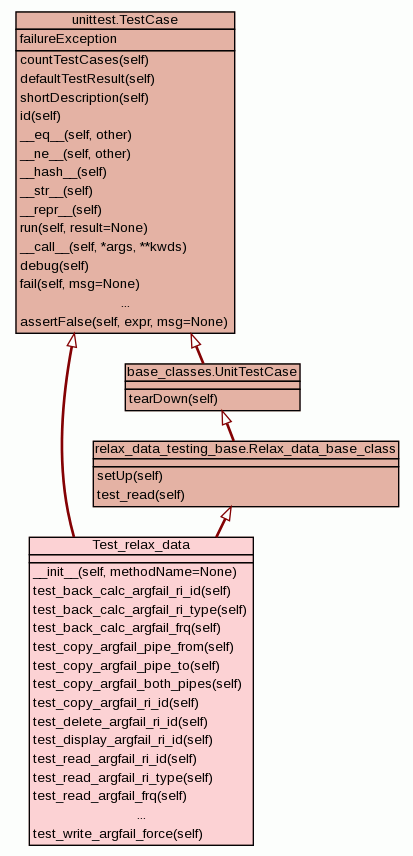 unittest.TestCase
failureException
countTestCases(self)
defaultTestResult(self)
shortDescription(self)
id(self)
__eq__(self, other)
__ne__(self, other)
__hash__(self)
__str__(self)
__repr__(self)
run(self, result=None)
__call__(self, *args, **kwds)
debug(self)
fail(self, msg=None)
...
assertFalse(self, expr, msg=None)
base_classes.UnitTestCase
tearDown(self)
relax_data_testing_base.Relax_data_base_class
setUp(self)
test_read(self)
Test_relax_data
__init__(self, methodName=None)
test_back_calc_argfail_ri_id(self)
test_back_calc_argfail_ri_type(self)
test_back_calc_argfail_frq(self)
test_copy_argfail_pipe_from(self)
test_copy_argfail_pipe_to(self)
test_copy_argfail_both_pipes(self)
test_copy_argfail_ri_id(self)
test_delete_argfail_ri_id(self)
test_display_argfail_ri_id(self)
test_read_argfail_ri_id(self)
test_read_argfail_ri_type(self)
test_read_argfail_frq(self)
...
test_write_argfail_force(self)